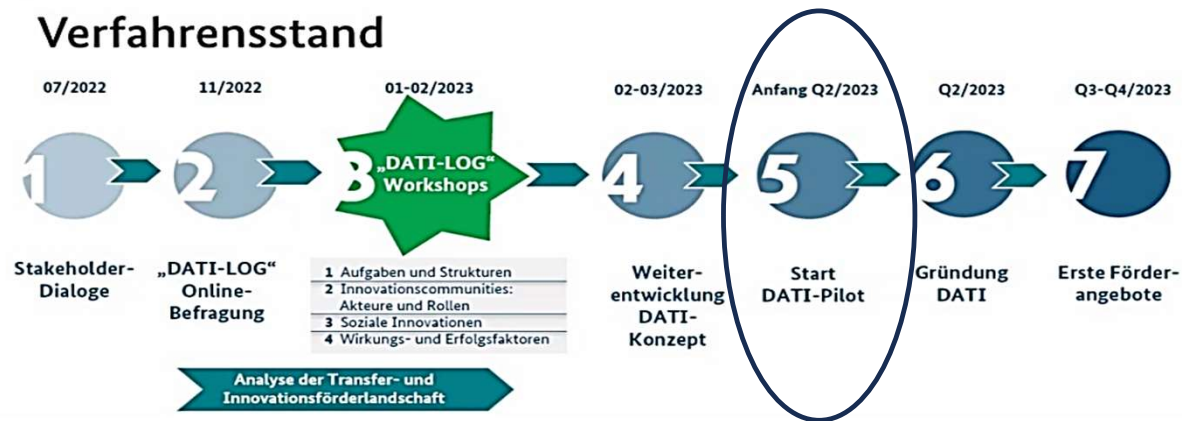 Verfahrensstand
07/2022
11/2022
01-02/2023
02-03/2023
Anfang Q2/2023
Q2/2023
Q3-Q4/2023
1
2
3
„DATI-LOG“
Workshops
4
5
6
7
Stakeholder-
Dialoge
„DATI-LOG“
Online-
Befragung
1 Aufgaben und Strukturen
2 Innovationscommunities:
Akteure und Rollen
3 Soziale Innovationen
4 Wirkungs- und Erfolgsfaktoren
Weiter-
entwicklung
DATI-
Konzept
Start
DATI-Pilot
Gründung
DATI
Erste Förder-
angebote
Analyse der Transfer- und
Innovationsförderlandschaft